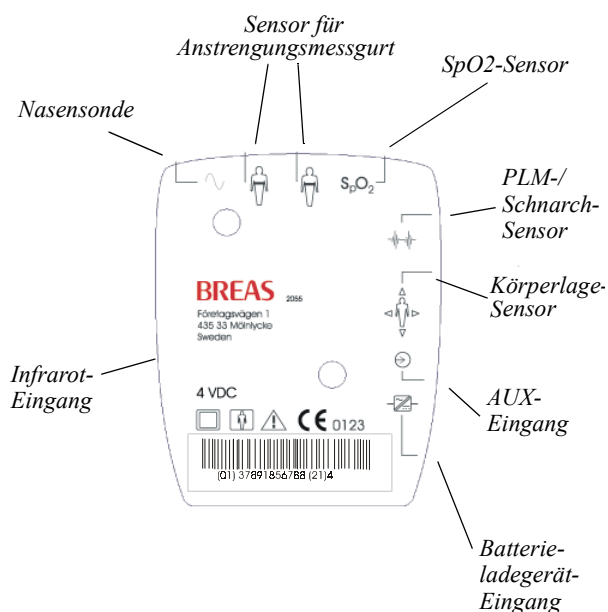 Sensor für
Anstrengungsmessgurt
SpO2-Sensor
Nasensonde
SpO2
PLM-/
Schnarch-
Sensor
BREAS 2055
Företagsvägen 1
435 33 Mölnlycke
Sweden
Körperlage-
Sensor
Infrarot-
Eingang
4 VDC
AUX-
Eingang
CE 0123
(01) 37891856788 (21)4
Batterie-
ladegerät-
Eingang